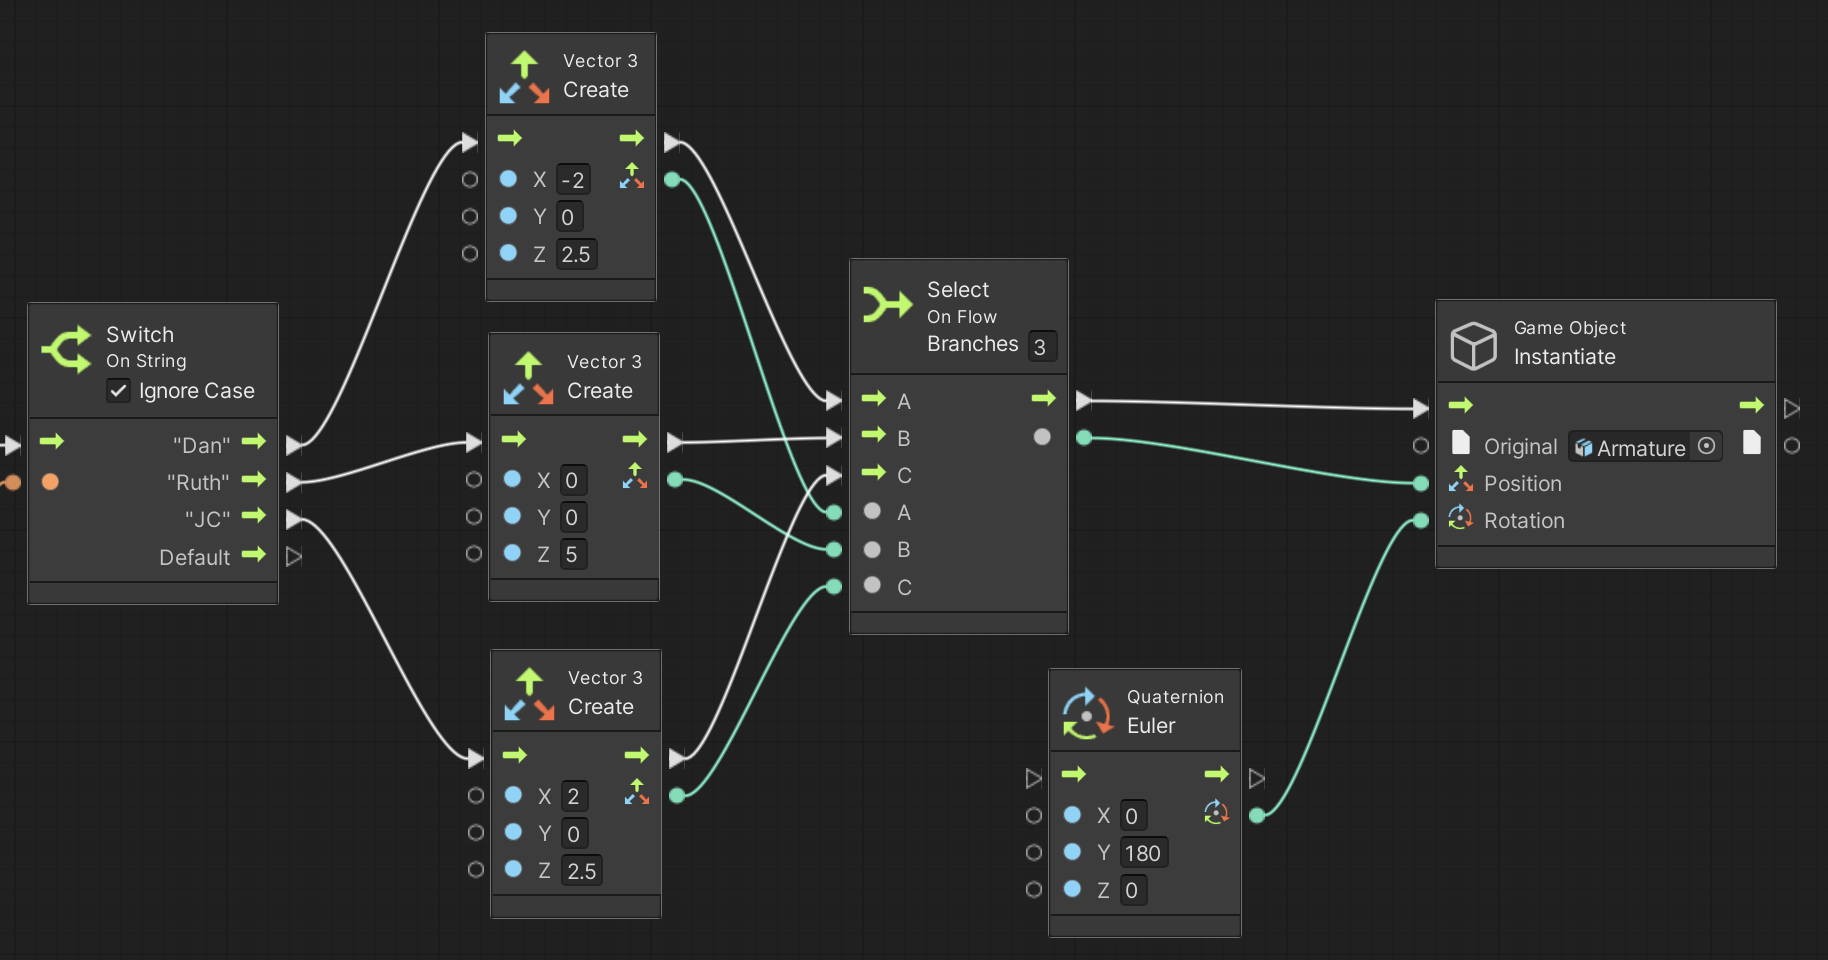 Switch
On String
Ignore Case
"Dan"
"Ruth"
"JC"
Default
Vector 3
Create
X -2
Y 0
Z 2.5
Vector 3
Create
X 0
Y 0
Z 5
Vector 3
Create
X 2
Y 0
Z 2.5
Select
On Flow
Branches 3
A
B
C
A
B
C
Quaternion
Euler
X 0
Y 180
Z 0
Game Object
Instantiate
Original Armature
Position
Rotation